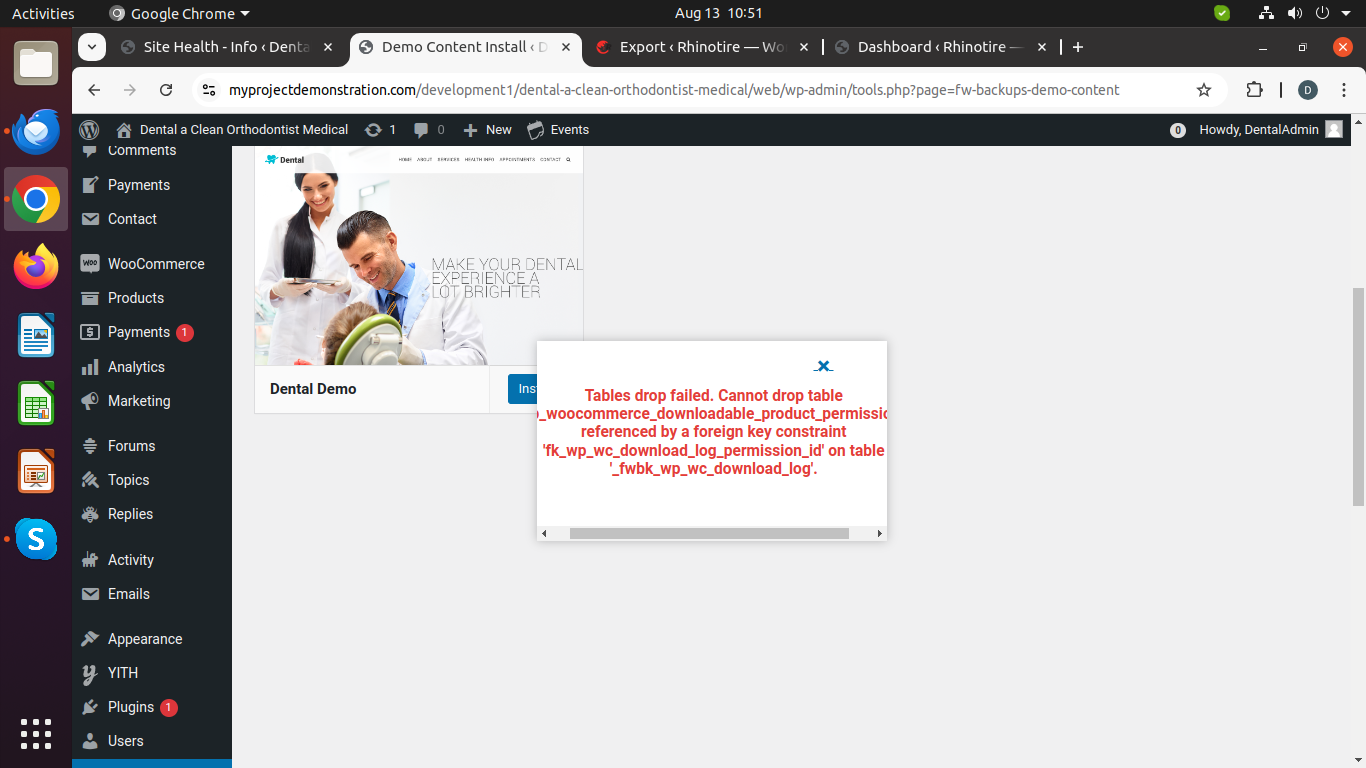 Activities
Google Chrome
Aug 13 10:51
Site Health - Info ‹ Denta
Demo Content Install ‹ D
Export ‹ Rhinotire — Wo
Dashboard ‹ Rhinotire —
myprojectdemonstration.com/development1/dental-a-clean-orthodontist-medical/web/wp-admin/tools.php?page=fw-backups-demo-content
D
Dental a Clean Orthodontist Medical
1
0
New
Events
0
Howdy, DentalAdmin
Comments
Payments
Contact
WooCommerce
Products
Payments 1
Analytics
Marketing
Forums
Topics
Replies
Activity
Emails
Appearance
YITH
Plugins 1
Users
Dental
HOME ABOUT SERVICES HEALTH INFO APPOINTMENTS CONTACT
MAKE YOUR DENTAL
EXPERIENCE A
LOT BRIGHTER
Dental Demo
Inst
Tables drop failed. Cannot drop table
_woocommerce_downloadable_product_permissio
referenced by a foreign key constraint
'fk_wp_wc_download_log_permission_id' on table
'_fwbk_wp_wc_download_log'.